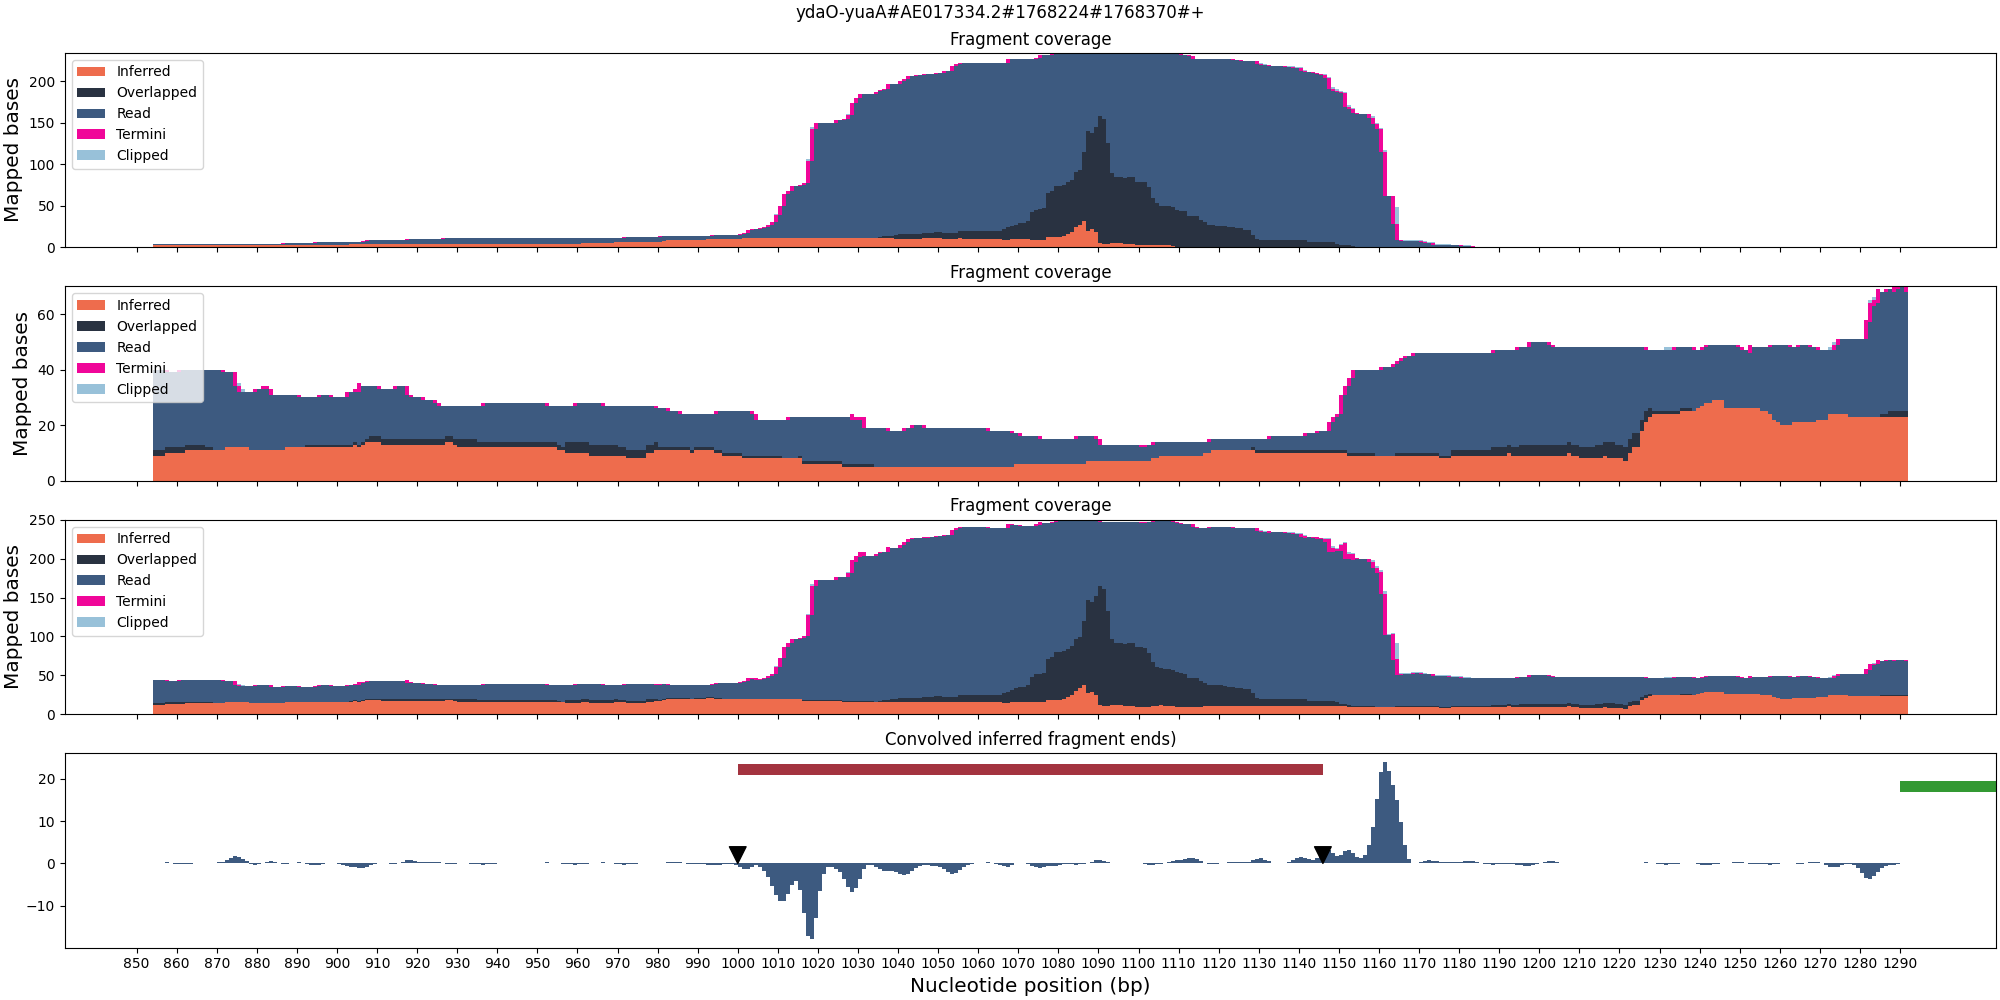 ydaO-yuaA#AE017334.2#1768224#1768370#+
Fragment coverage
Mapped bases
200
150
100
50
0
Inferred
Overlapped
Read
Termini
Clipped
Fragment coverage
Mapped bases
60
40
20
0
Inferred
Overlapped
Read
Termini
Clipped
Fragment coverage
Mapped bases
250
200
150
100
50
0
Inferred
Overlapped
Read
Termini
Clipped
Convolved inferred fragment ends)
20
10
0
−10
850 860 870 880 890 900 910 920 930 940 950 960 970 980 990 1000 1010 1020 1030 1040 1050 1060 1070 1080 1090 1100 1110 1120 1130 1140 1150 1160 1170 1180 1190 1200 1210 1220 1230 1240 1250 1260 1270 1280 1290
Nucleotide position (bp)